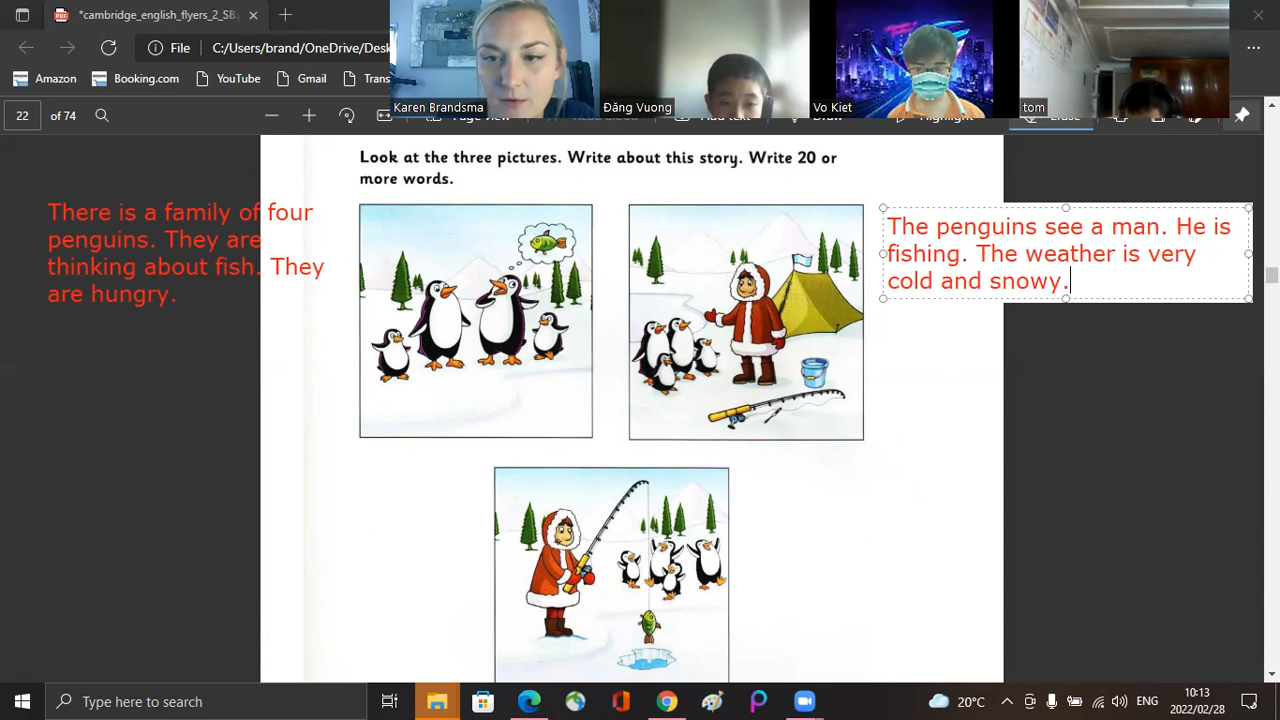 *cambridge_english_flyers_2_SB
File
C:/Users/brand/OneDrive/Desk
Amazon
Booking.com
YouTube
Gmail
Trans
Karen Brandsma
Đăng Vuong
Vo Kiet
tom
22
of 74
Look at the three pictures. Write about this story. Write 20 or
more words.
There is a family of four
penguins. They are
thinking about fish. They
are hungry.
The penguins see a man. He is
fishing. The weather is very
cold and snowy.
Type here to search
20°C
ENG
10:13
2022/02/28